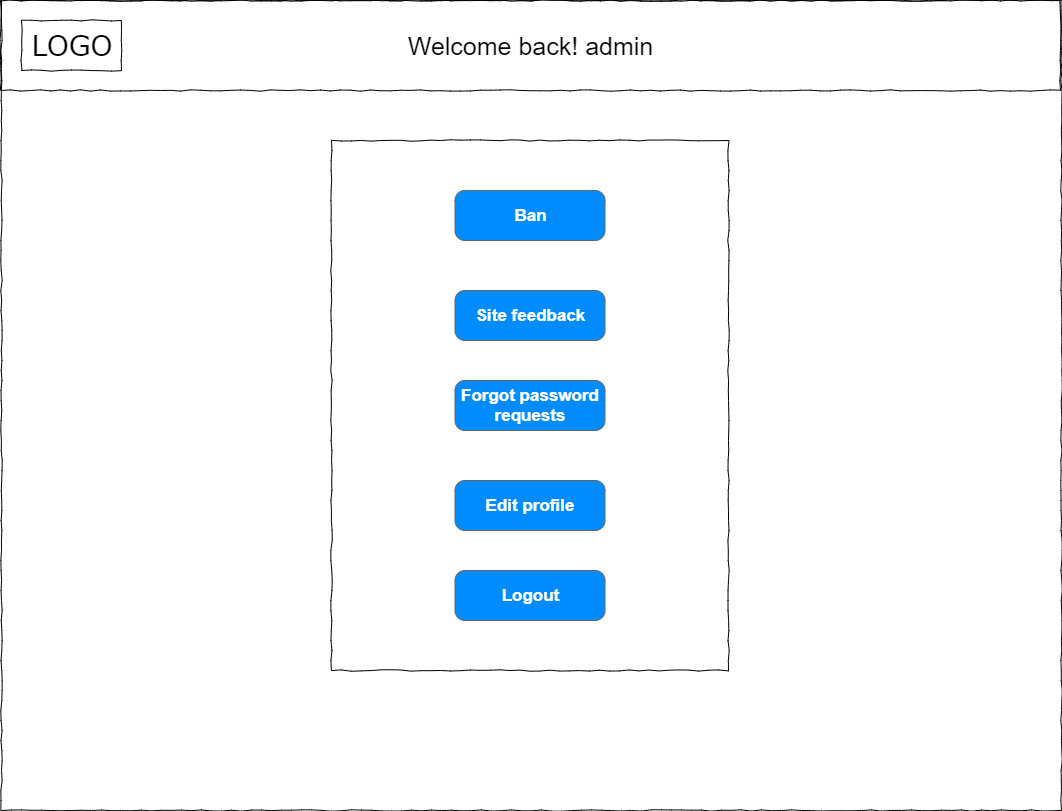 LOGO
Welcome back! admin
Ban
Site feedback
Forgot password
requests
Edit profile
Logout